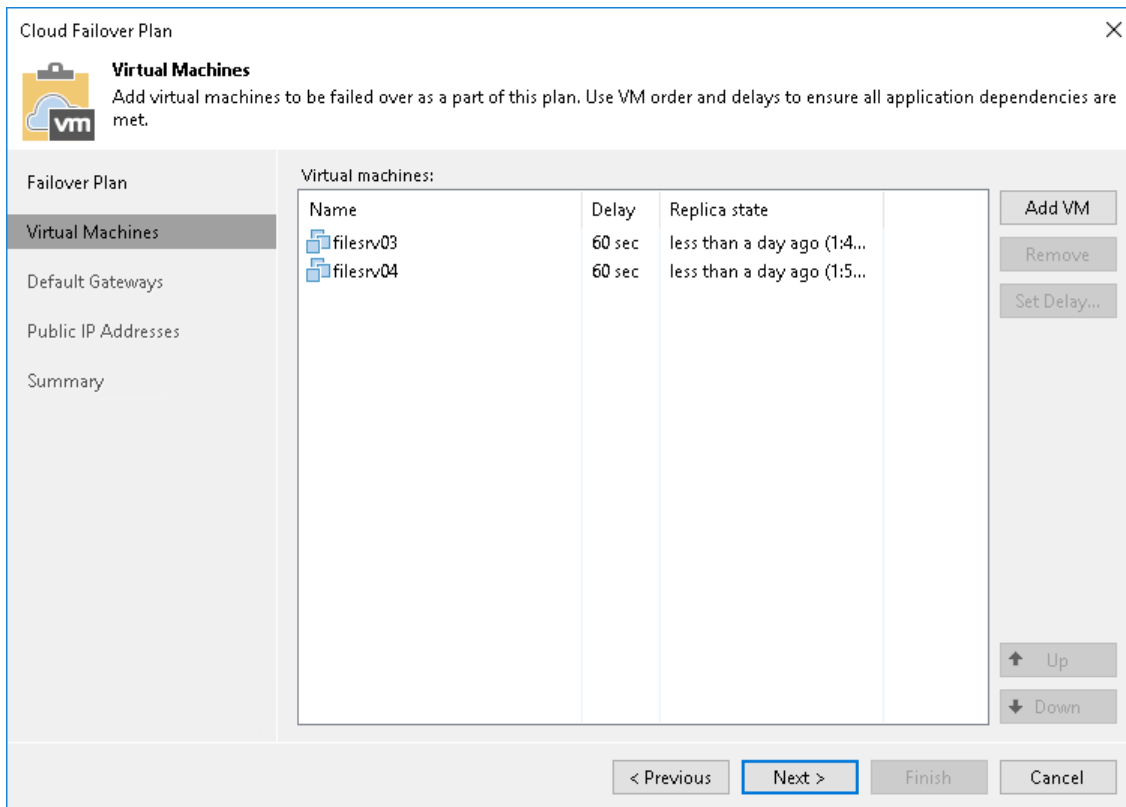 Cloud Failover Plan
Virtual Machines
Add virtual machines to be failed over as a part of this plan. Use VM order and delays to ensure all application dependencies are
met.
vm
Failover Plan
Virtual Machines
Default Gateways
Public IP Addresses
Summary
Virtual machines:
Name Delay Replica state
filesrv03 60 sec less than a day ago (1:4...
filesrv04 60 sec less than a day ago (1:5...
Add VM
Remove
Set Delay...
Up
Down
< Previous Next > Finish Cancel